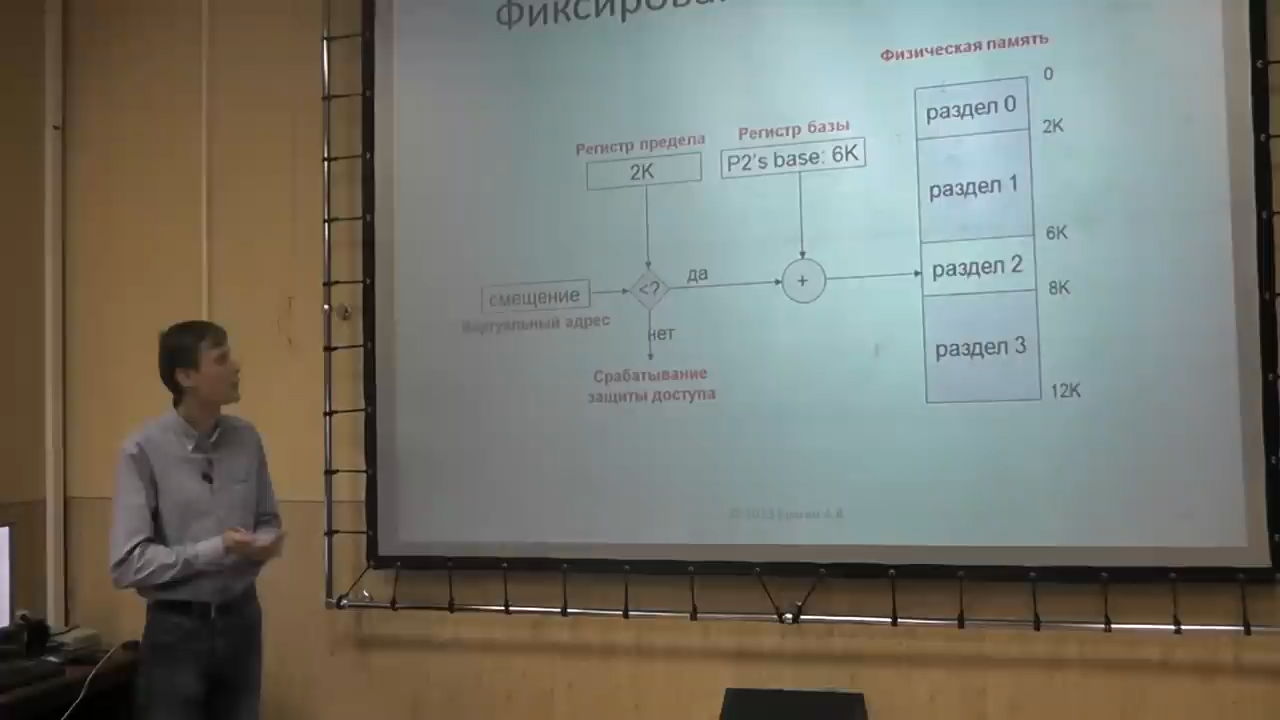 Физическая память
0
раздел 0
2K
раздел 1
6K
раздел 2
8K
раздел 3
12K
Регистр предела
2K
Регистр базы
P2's base: 6K
смещение
виртуальный адрес
<?
да
+
нет
Срабатывание
защиты доступа